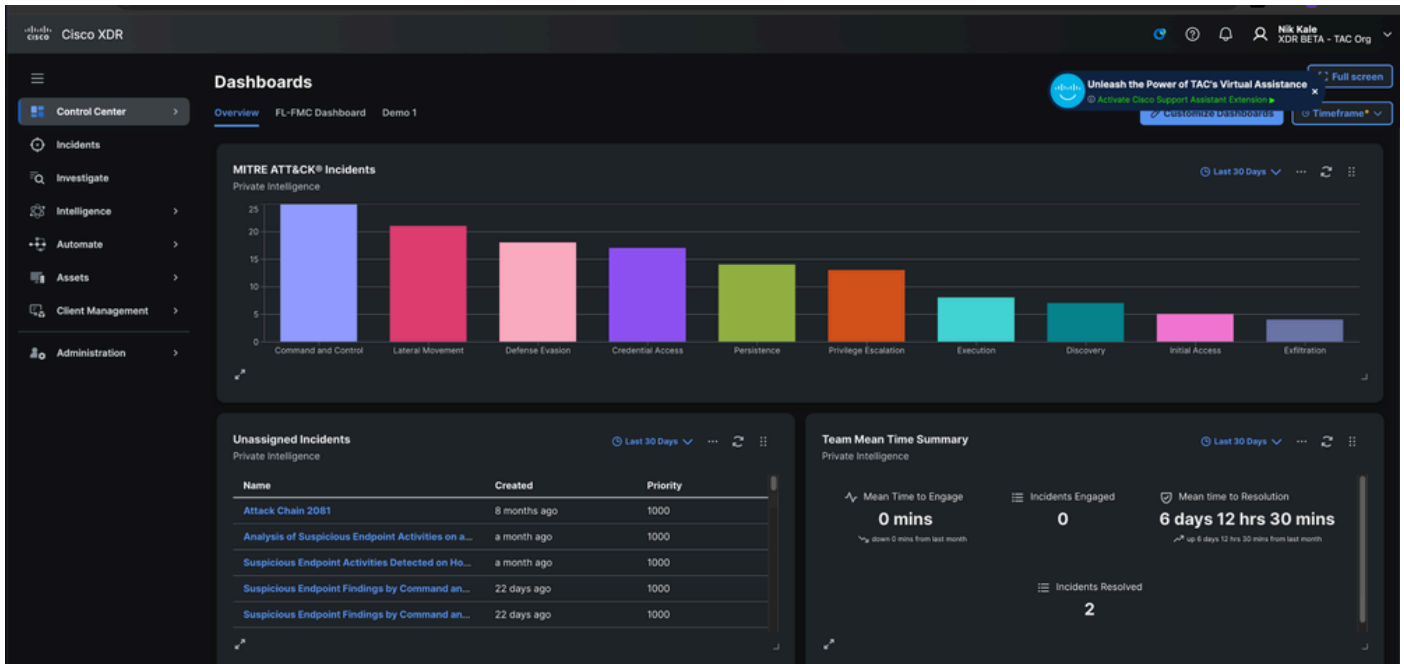 CISCO
Cisco XDR
Nik Kale
XDR BETA - TAC Org
Control Center
Incidents
Investigate
Intelligence
Automate
Assets
Client Management
Administration
Dashboards
Unleash the Power of TAC's Virtual Assistance
Activate Cisco Support Assistant Extension
Full screen
Overview
FL-FMC Dashboard
Demo 1
Customize Dashboards
Timeframe*
MITRE ATT&CK® Incidents
Private Intelligence
Last 30 Days
25
20
15
10
5
0
Command and Control
Lateral Movement
Defense Evasion
Credential Access
Persistence
Privilege Escalation
Execution
Discovery
Initial Access
Exfiltration
Unassigned Incidents
Private Intelligence
Last 30 Days
Name Created Priority
Attack Chain 2081 8 months ago 1000
Analysis of Suspicious Endpoint Activities on a... a month ago 1000
Suspicious Endpoint Activities Detected on Ho... a month ago 1000
Suspicious Endpoint Findings by Command an... 22 days ago 1000
Suspicious Endpoint Findings by Command an... 22 days ago 1000
Team Mean Time Summary
Private Intelligence
Last 30 Days
Mean Time to Engage
0 mins
down 0 mins from last month
Incidents Engaged
0
Mean time to Resolution
6 days 12 hrs 30 mins
up 6 days 12 hrs 30 mins from last month
Incidents Resolved
2